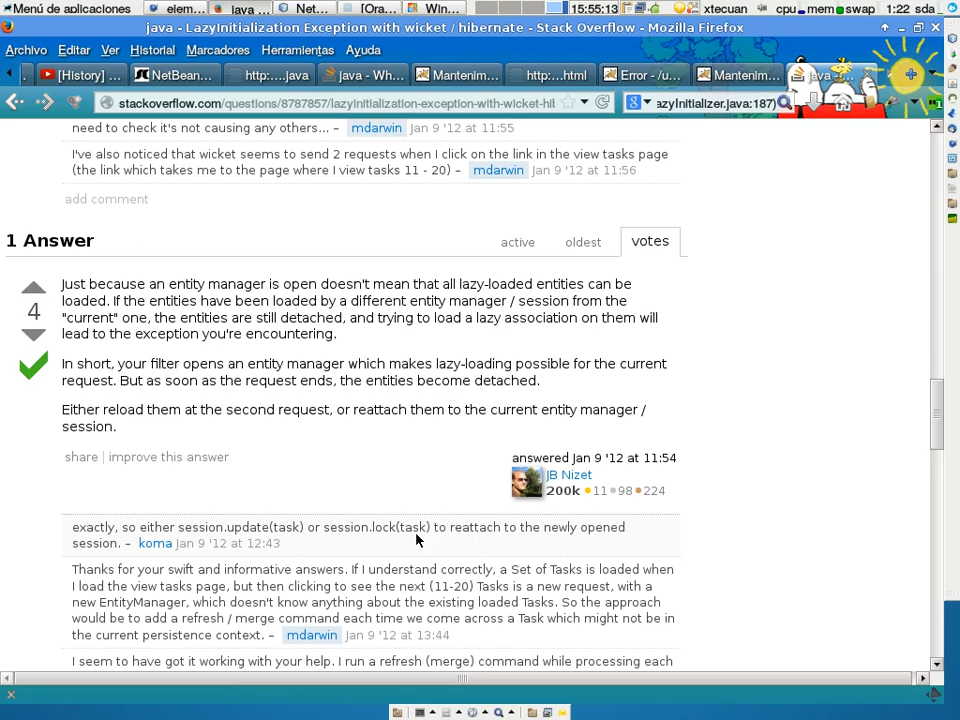 Menú de aplicaciones
elem...
java ...
Net...
[Ora...
Win...
15:55:13
xtecuan
cpu
mem
swap
1:22 sda
java - LazyInitialization Exception with wicket / hibernate - Stack Overflow - Mozilla Firefox
Archivo Editar Ver Historial Marcadores Herramientas Ayuda
[History] ...
NetBean...
http:....java
java - Wh...
Mantenim...
http:...html
Error - /u...
Mantenim...
java -
stackoverflow.com/questions/8787857/lazyinitialization-exception-with-wicket-hib
azyInitializer.java:187)
need to check it's not causing any others... – mdarwin Jan 9 '12 at 11:55
I've also noticed that wicket seems to send 2 requests when I click on the link in the view tasks page
(the link which takes me to the page where I view tasks 11 - 20) – mdarwin Jan 9 '12 at 11:56
add comment
1 Answer
active oldest votes
4
Just because an entity manager is open doesn't mean that all lazy-loaded entities can be
loaded. If the entities have been loaded by a different entity manager / session from the
"current" one, the entities are still detached, and trying to load a lazy association on them will
lead to the exception you're encountering.
In short, your filter opens an entity manager which makes lazy-loading possible for the current
request. But as soon as the request ends, the entities become detached.
Either reload them at the second request, or reattach them to the current entity manager /
session.
share | improve this answer
answered Jan 9 '12 at 11:54
JB Nizet
200k 11 98 224
exactly, so either session.update(task) or session.lock(task) to reattach to the newly opened
session. – koma Jan 9 '12 at 12:43
Thanks for your swift and informative answers. If I understand correctly, a Set of Tasks is loaded when
I load the view tasks page, but then clicking to see the next (11-20) Tasks is a new request, with a
new EntityManager, which doesn't know anything about the existing loaded Tasks. So the approach
would be to add a refresh / merge command each time we come across a Task which might not be in
the current persistence context. – mdarwin Jan 9 '12 at 13:44
I seem to have got it working with your help. I run a refresh (merge) command while processing each